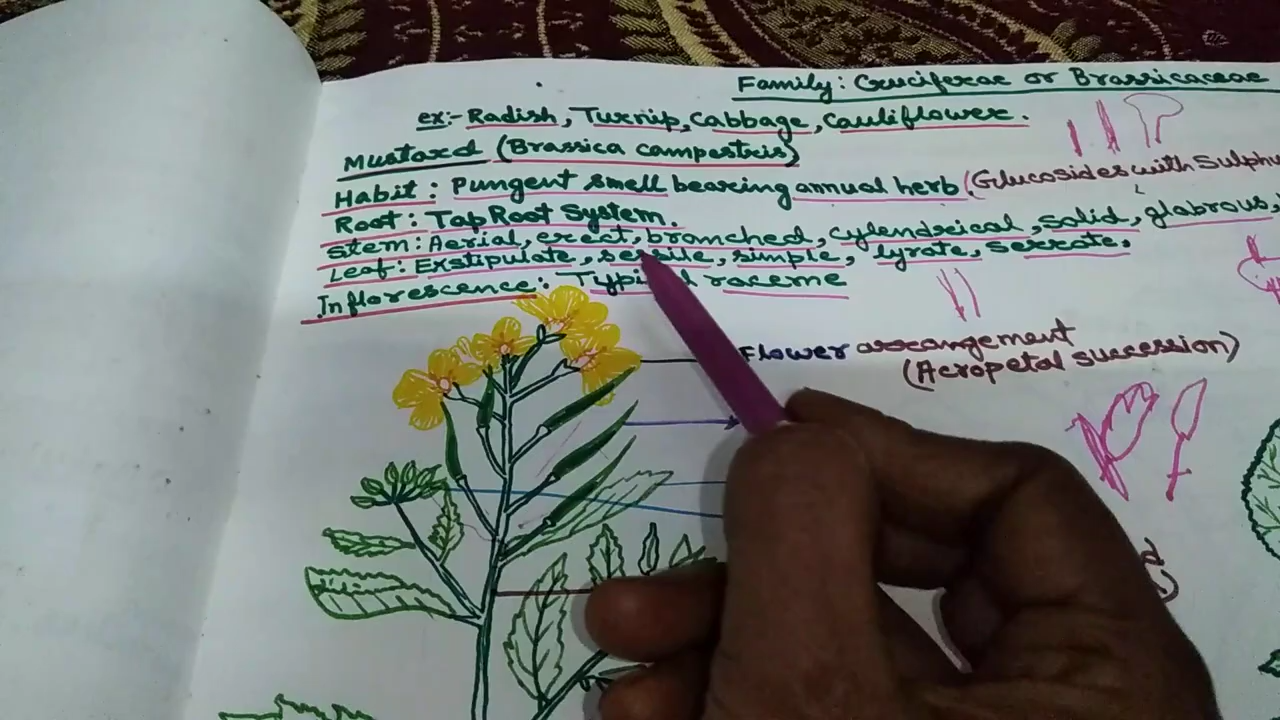 Family: Cruciferae or Brassicaceae
ex:- Radish, Turnip, Cabbage, Cauliflower.
Mustard (Brassica campestris)
Habit: Pungent smell bearing annual herb (Glucosides with Sulphu
Root: Tap Root System.
Stem: Aerial, erect, branched, cylendrical, solid, glabrous,
Leaf: Exstipulate, sessile, simple, lyrate, serrate.
Inflorescence: Typical raceme
Flower arrangement
(Acropetal succession)